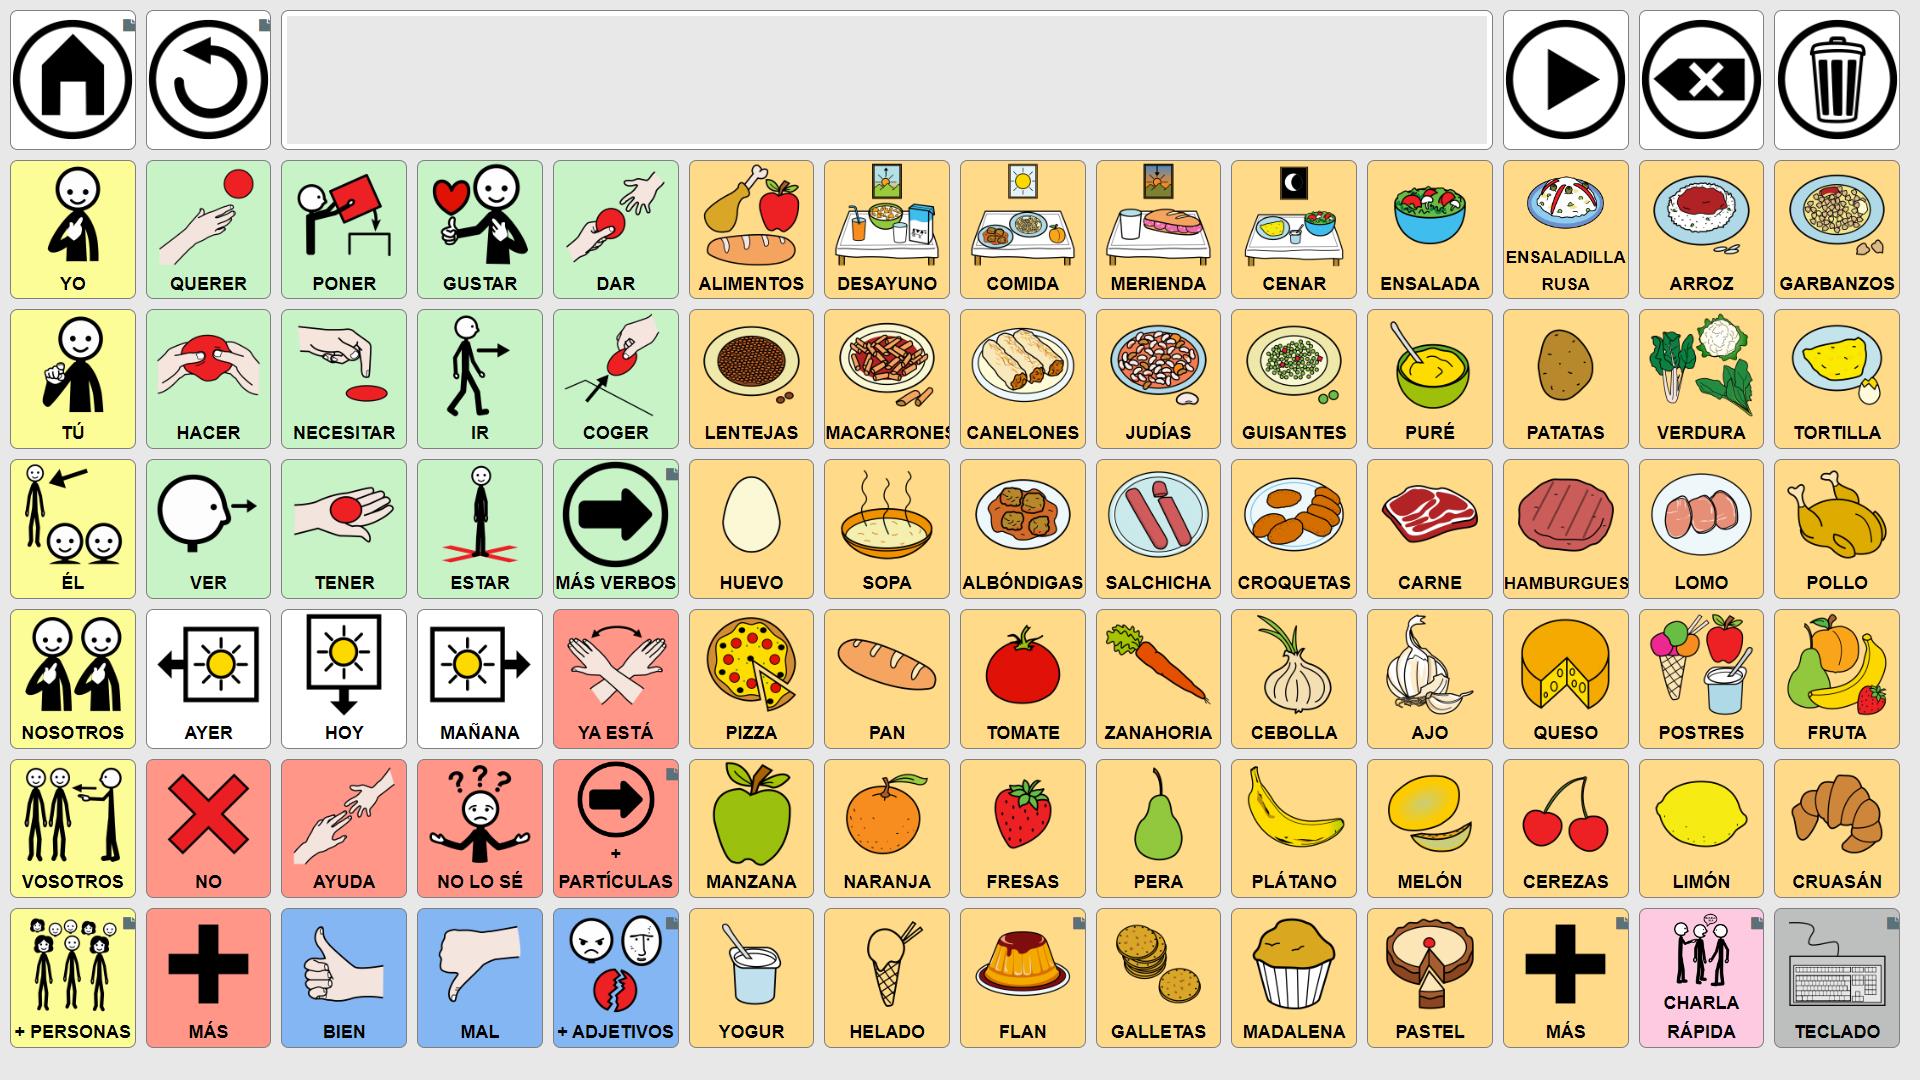 YO
QUERER
PONER
GUSTAR
DAR
ALIMENTOS
DESAYUNO
COMIDA
MERIENDA
CENAR
ENSALADA
ENSALADILLA
RUSA
ARROZ
GARBANZOS
TÚ
HACER
NECESITAR
IR
COGER
LENTEJAS
MACARRONES
CANELONES
JUDÍAS
GUISANTES
PURÉ
PATATAS
VERDURA
TORTILLA
ÉL
VER
TENER
ESTAR
MÁS VERBOS
HUEVO
SOPA
ALBÓNDIGAS
SALCHICHA
CROQUETAS
CARNE
HAMBURGUES
LOMO
POLLO
NOSOTROS
AYER
HOY
MAÑANA
YA ESTÁ
PIZZA
PAN
TOMATE
ZANAHORIA
CEBOLLA
AJO
QUESO
POSTRES
FRUTA
VOSOTROS
NO
AYUDA
? ? ?
NO LO SÉ
+
PARTÍCULAS
MANZANA
NARANJA
FRESAS
PERA
PLÁTANO
MELÓN
CEREZAS
LIMÓN
CRUASÁN
+ PERSONAS
MÁS
BIEN
MAL
+ ADJETIVOS
YOGUR
HELADO
FLAN
GALLETAS
MADALENA
PASTEL
MÁS
CHARLA
RÁPIDA
TECLADO